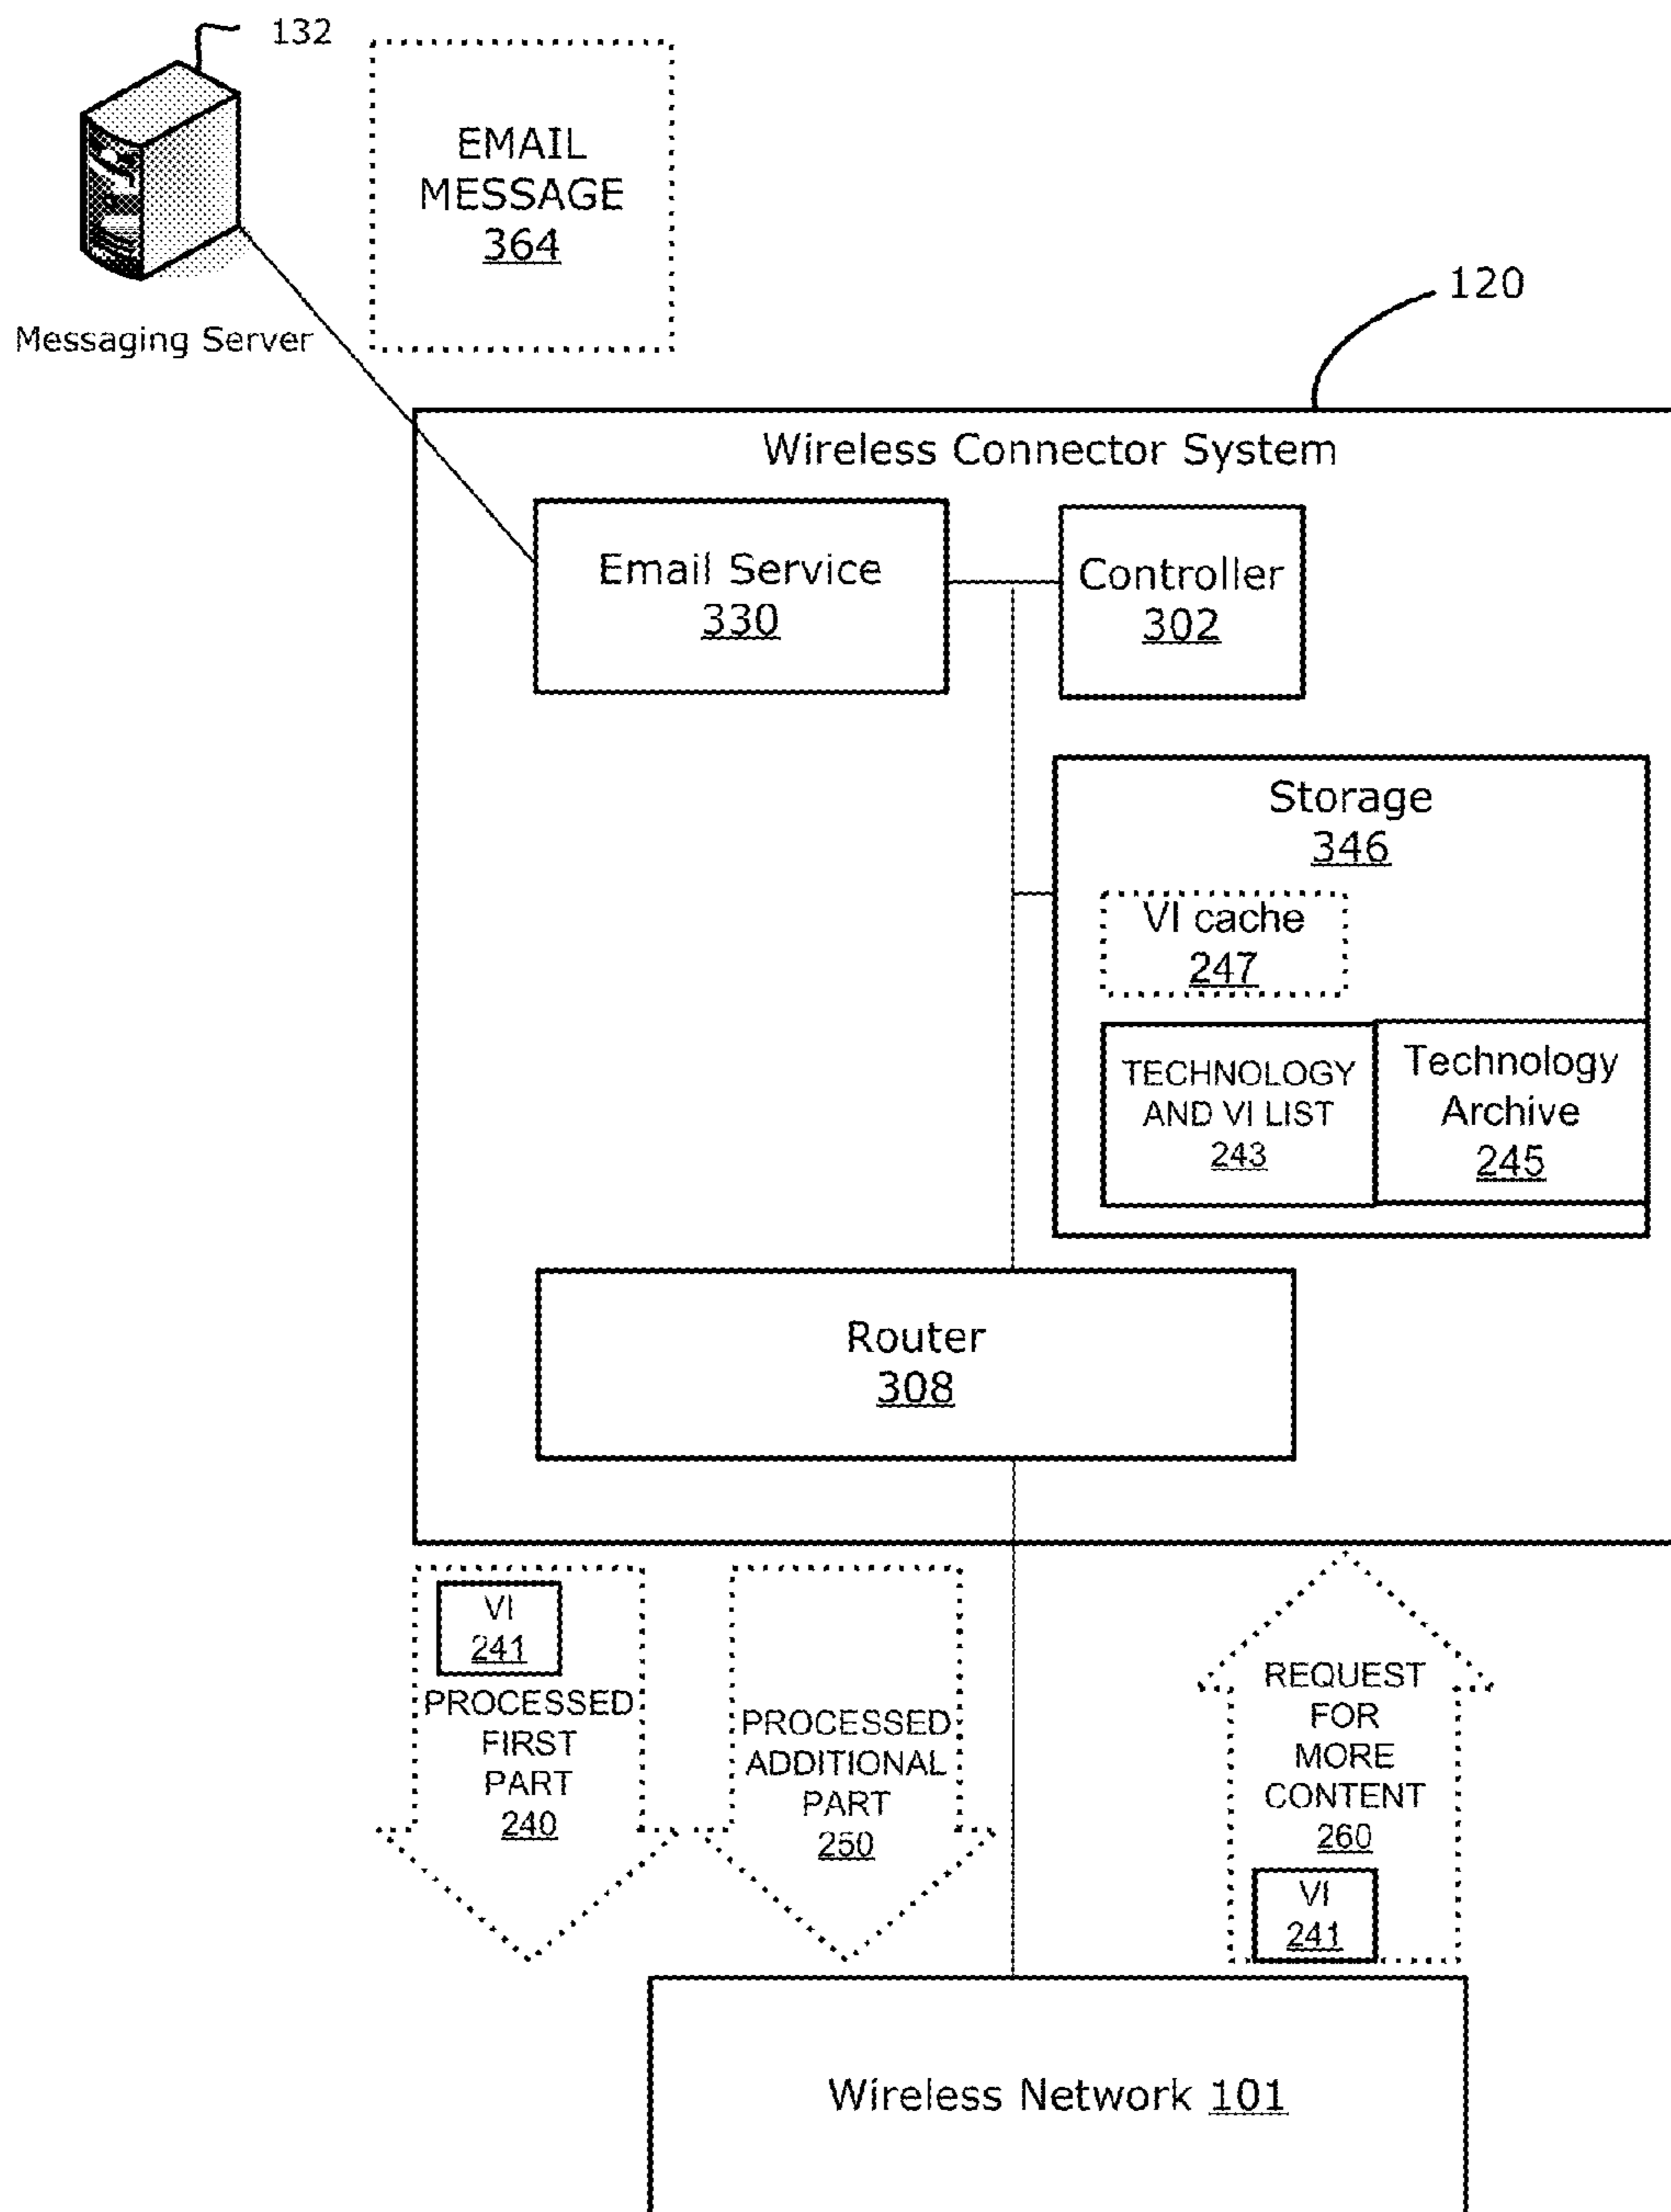 132
EMAIL
MESSAGE
364
Messaging Server
120
Wireless Connector System
Email Service
330
Controller
302
Storage
346
VI cache
247
TECHNOLOGY
AND VI LIST
243
Technology
Archive
245
Router
308
VI
241
PROCESSED
FIRST
PART
240
PROCESSED
ADDITIONAL
PART
250
REQUEST
FOR
MORE
CONTENT
260
VI
241
Wireless Network 101